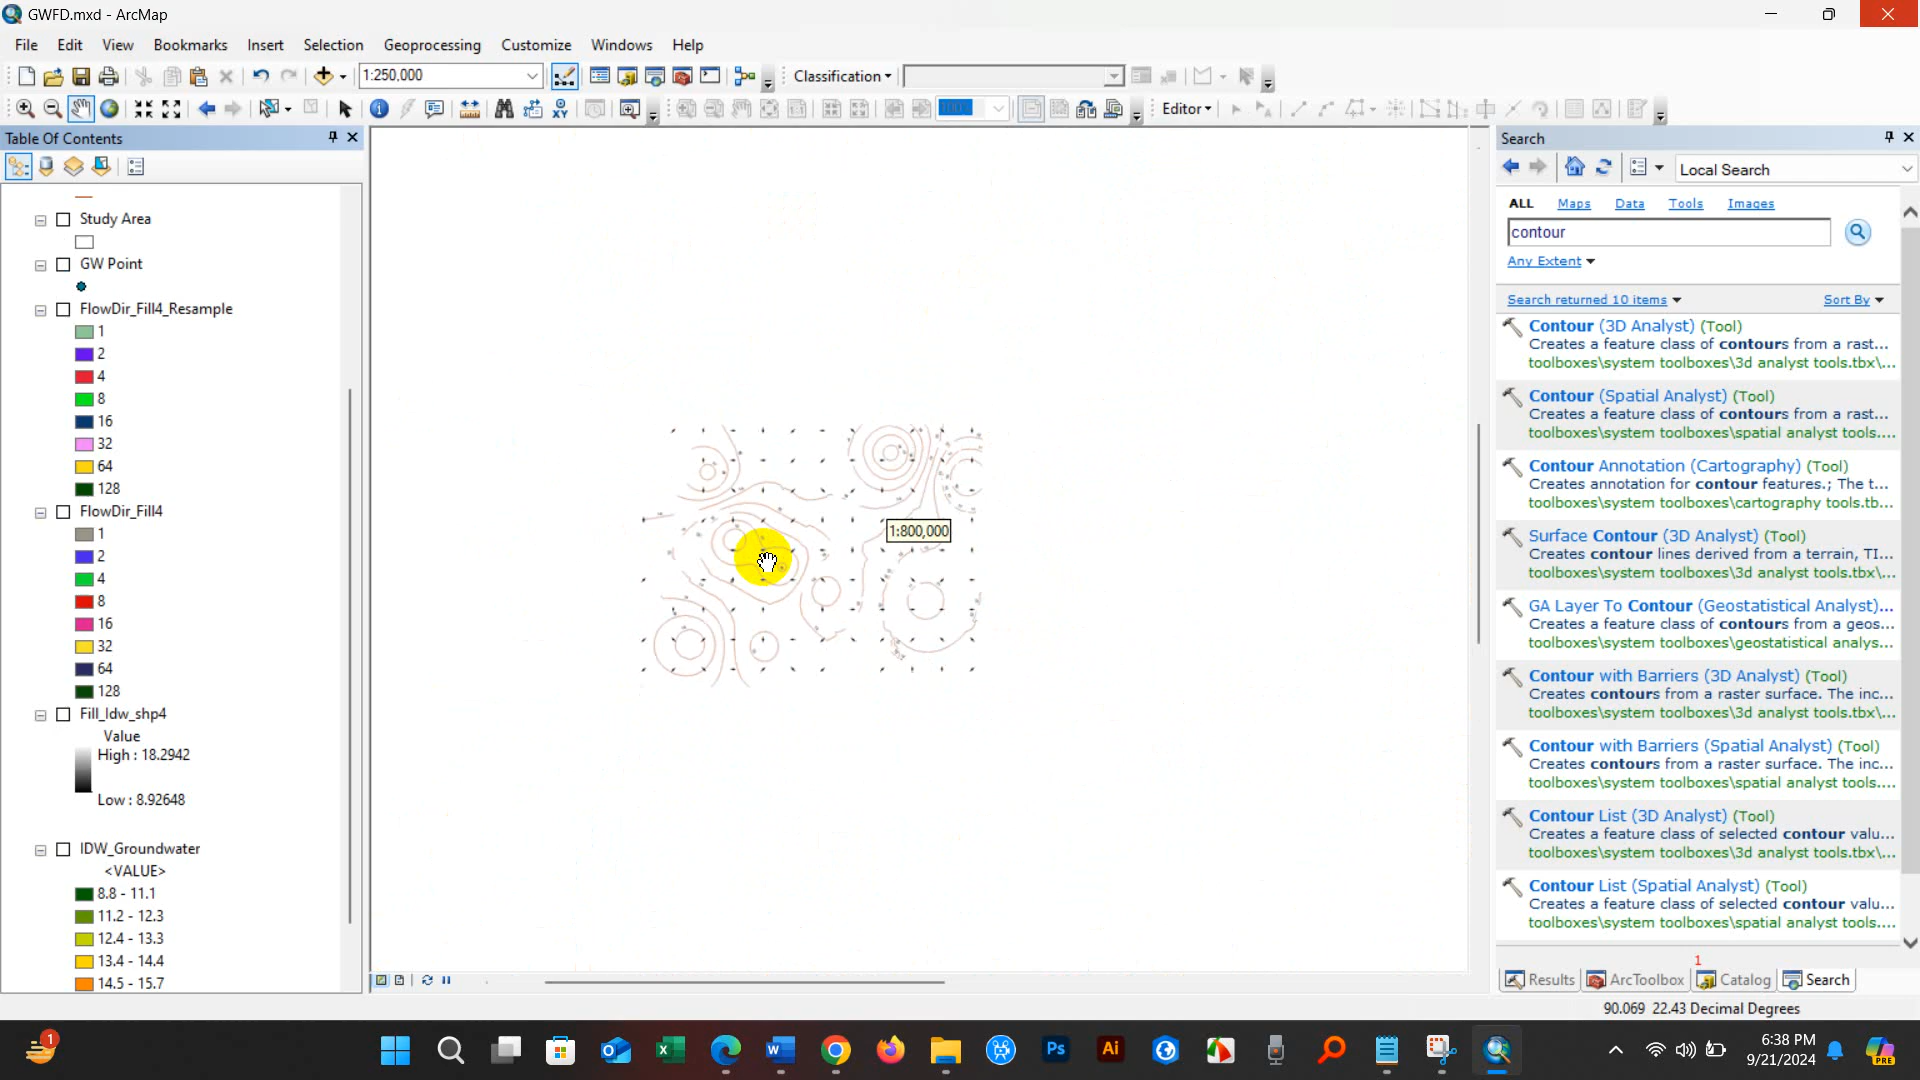 GWFD.mxd - ArcMap
File Edit View Bookmarks Insert Selection Geoprocessing Customize Windows Help
1:250,000
Classification
Editor
Table Of Contents
Study Area
GW Point
FlowDir_Fill4_Resample
1
2
4
8
16
32
64
128
FlowDir_Fill4
1
2
4
8
16
32
64
128
Fill_Idw_shp4
Value
High : 18.2942
Low : 8.92648
IDW_Groundwater
<VALUE>
8.8 - 11.1
11.2 - 12.3
12.4 - 13.3
13.4 - 14.4
14.5 - 15.7
1:800,000
Search
Local Search
ALL Maps Data Tools Images
contour
Any Extent
Search returned 10 items Sort By
Contour (3D Analyst) (Tool)
Creates a feature class of contours from a rast...
toolboxes\system toolboxes\3d analyst tools.tbx\...
Contour (Spatial Analyst) (Tool)
Creates a feature class of contours from a rast...
toolboxes\system toolboxes\spatial analyst tools....
Contour Annotation (Cartography) (Tool)
Creates annotation for contour features.; The t...
toolboxes\system toolboxes\cartography tools.tb...
Surface Contour (3D Analyst) (Tool)
Creates contour lines derived from a terrain, TI...
toolboxes\system toolboxes\3d analyst tools.tbx\...
GA Layer To Contour (Geostatistical Analyst)...
Creates a feature class of contours from a geos...
toolboxes\system toolboxes\geostatistical analys...
Contour with Barriers (3D Analyst) (Tool)
Creates contours from a raster surface. The inc...
toolboxes\system toolboxes\3d analyst tools.tbx\...
Contour with Barriers (Spatial Analyst) (Tool)
Creates contours from a raster surface. The inc...
toolboxes\system toolboxes\spatial analyst tools....
Contour List (3D Analyst) (Tool)
Creates a feature class of selected contour valu...
toolboxes\system toolboxes\3d analyst tools.tbx\...
Contour List (Spatial Analyst) (Tool)
Creates a feature class of selected contour valu...
toolboxes\system toolboxes\spatial analyst tools....
1
Results ArcToolbox Catalog Search
90.069 22.43 Decimal Degrees
1
Ps
Ai
6:38 PM
9/21/2024
PRE